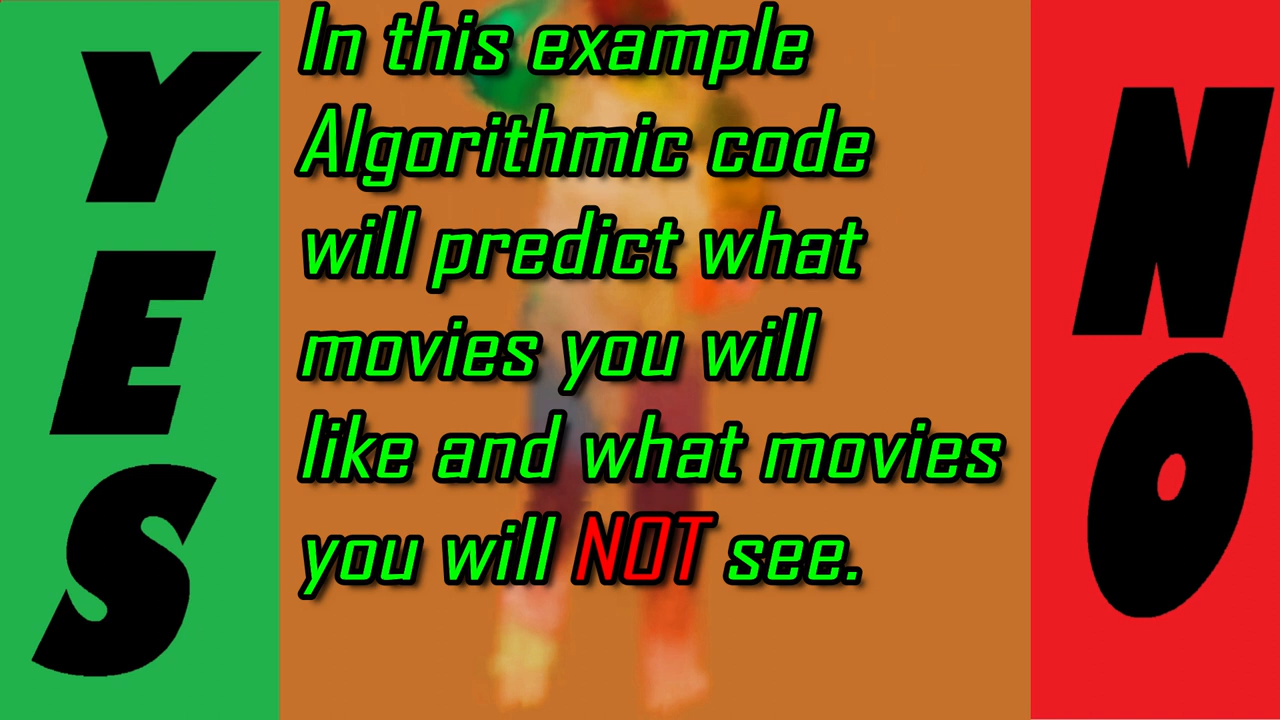 YES
In this example
Algorithmic code
will predict what
movies you will
like and what movies
you will NOT see.
NO